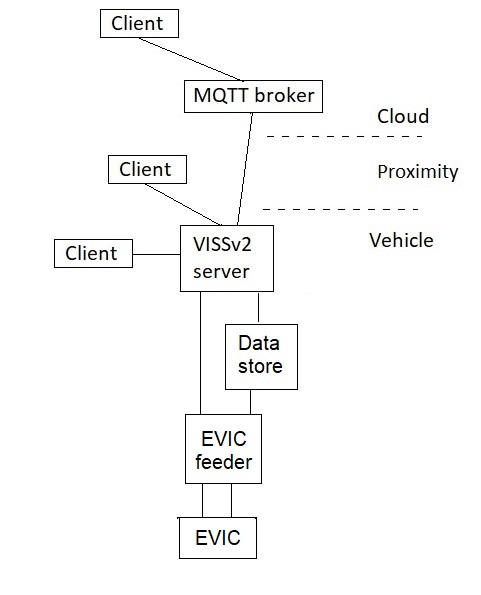 Client
MQTT broker
Cloud
Client
Proximity
Vehicle
VISSv2
server
Client
Data
store
EVIC
feeder
EVIC